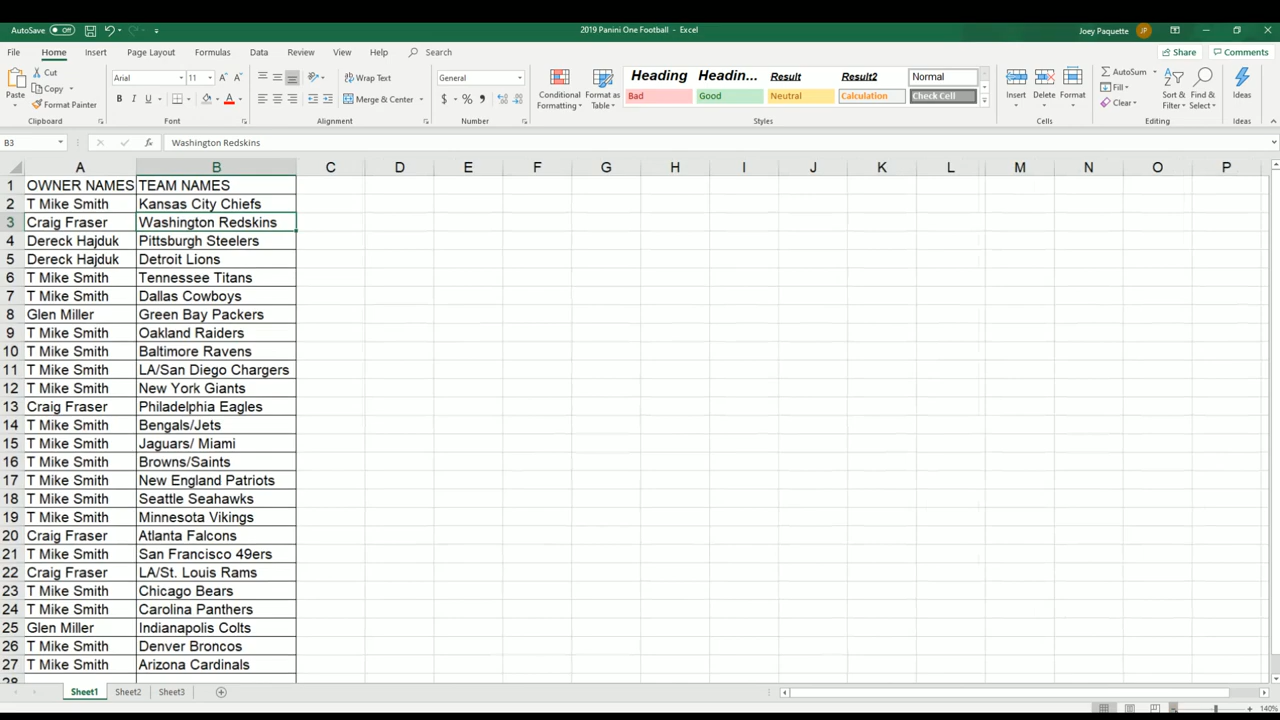 AutoSave Off
2019 Panini One Football - Excel
Joey Paquette JP
File Home Insert Page Layout Formulas Data Review View Help Search
Share Comments
Paste Cut Copy Format Painter
Clipboard
Arial 11
B I U
Font
Wrap Text
Merge & Center
Alignment
General
$ % 9
Number
Conditional Formatting Format as Table
Heading Headin... Result Result2 Normal
Bad Good Neutral Calculation Check Cell
Styles
Insert Delete Format
Cells
AutoSum Fill Clear
Sort & Filter Find & Select
Editing
Ideas
Ideas
B3 fx Washington Redskins
A B C D E F G H I J K L M N O P
1 OWNER NAMES TEAM NAMES
2 T Mike Smith Kansas City Chiefs
3 Craig Fraser Washington Redskins
4 Dereck Hajduk Pittsburgh Steelers
5 Dereck Hajduk Detroit Lions
6 T Mike Smith Tennessee Titans
7 T Mike Smith Dallas Cowboys
8 Glen Miller Green Bay Packers
9 T Mike Smith Oakland Raiders
10 T Mike Smith Baltimore Ravens
11 T Mike Smith LA/San Diego Chargers
12 T Mike Smith New York Giants
13 Craig Fraser Philadelphia Eagles
14 T Mike Smith Bengals/Jets
15 T Mike Smith Jaguars/ Miami
16 T Mike Smith Browns/Saints
17 T Mike Smith New England Patriots
18 T Mike Smith Seattle Seahawks
19 T Mike Smith Minnesota Vikings
20 Craig Fraser Atlanta Falcons
21 T Mike Smith San Francisco 49ers
22 Craig Fraser LA/St. Louis Rams
23 T Mike Smith Chicago Bears
24 T Mike Smith Carolina Panthers
25 Glen Miller Indianapolis Colts
26 T Mike Smith Denver Broncos
27 T Mike Smith Arizona Cardinals
28
Sheet1 Sheet2 Sheet3
140%